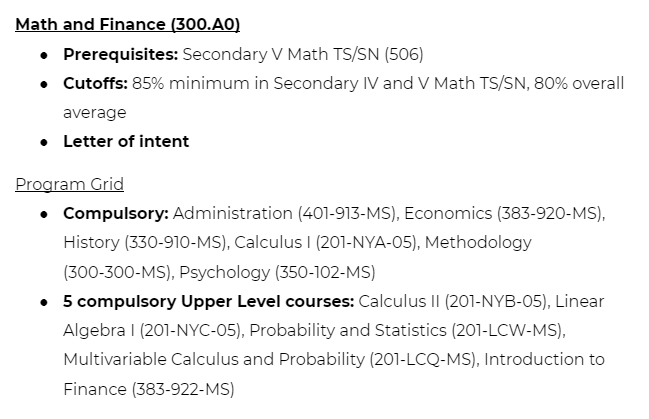 Math and Finance (300.A0)
● Prerequisites: Secondary V Math TS/SN (506)
● Cutoffs: 85% minimum in Secondary IV and V Math TS/SN, 80% overall
average
● Letter of intent
Program Grid
● Compulsory: Administration (401-913-MS), Economics (383-920-MS),
History (330-910-MS), Calculus I (201-NYA-05), Methodology
(300-300-MS), Psychology (350-102-MS)
● 5 compulsory Upper Level courses: Calculus II (201-NYB-05), Linear
Algebra I (201-NYC-05), Probability and Statistics (201-LCW-MS),
Multivariable Calculus and Probability (201-LCQ-MS), Introduction to
Finance (383-922-MS)